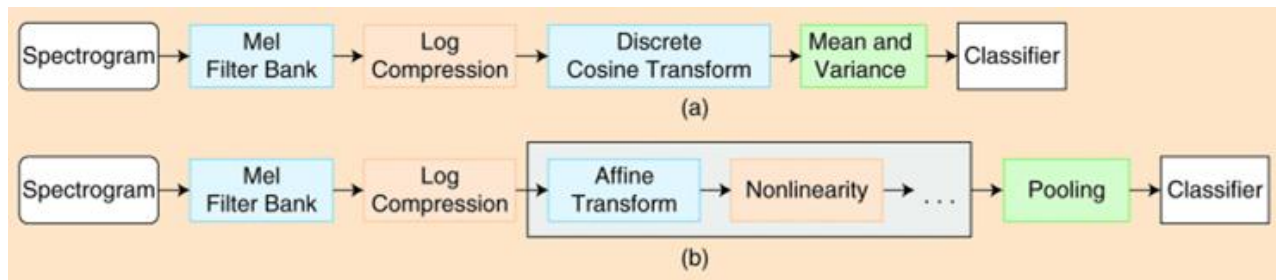 Spectrogram
Mel
Filter Bank
Log
Compression
Discrete
Cosine Transform
Mean and
Variance
Classifier
(a)
Spectrogram
Mel
Filter Bank
Log
Compression
Affine
Transform
Nonlinearity
...
Pooling
Classifier
(b)